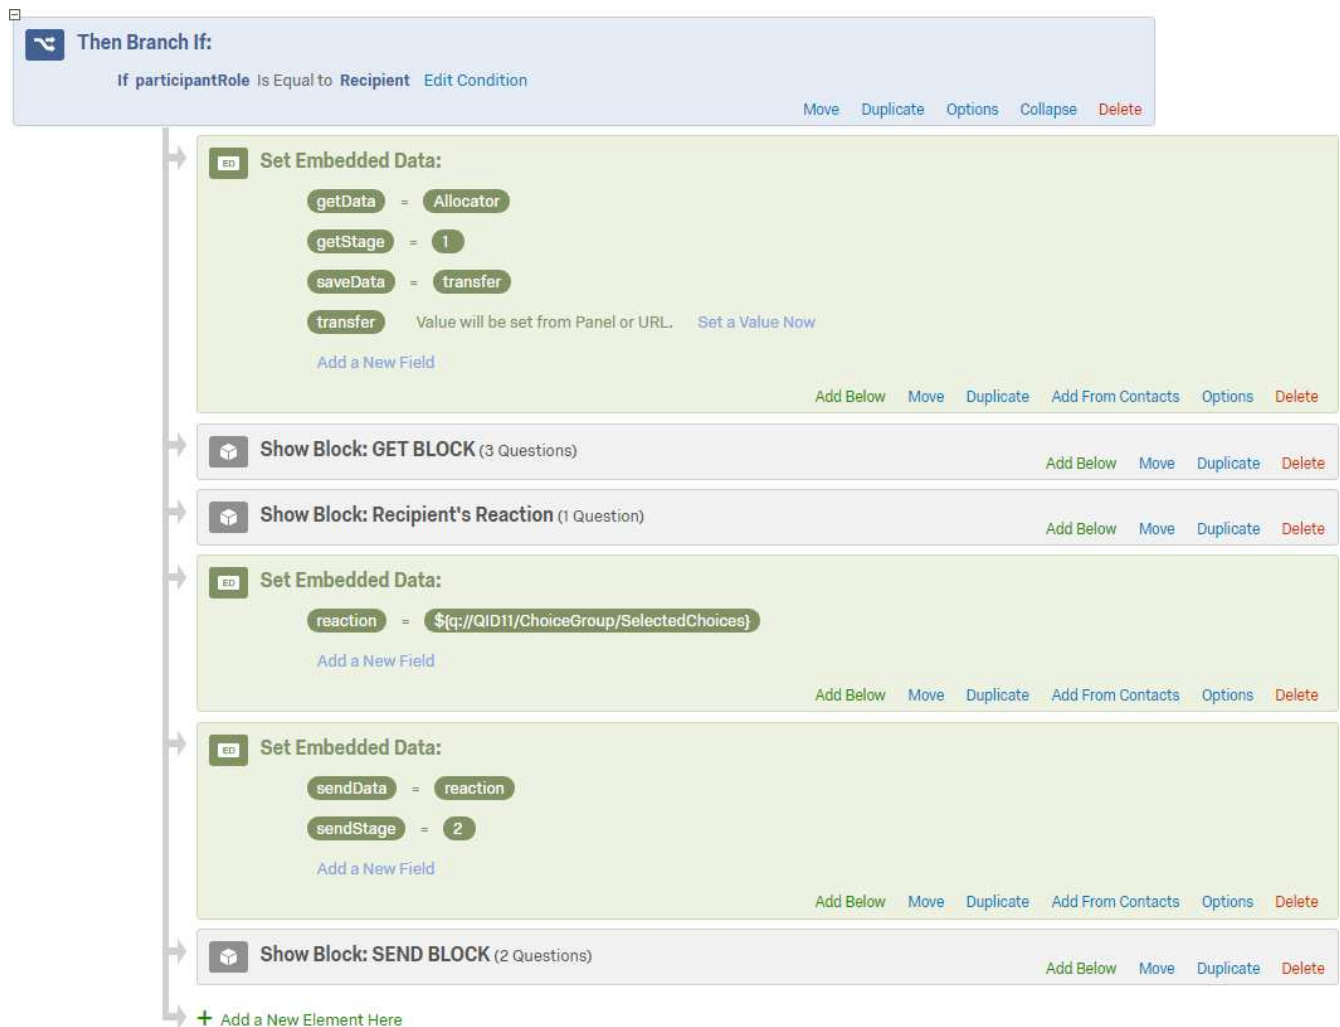 Then Branch If:
If participantRole Is Equal to Recipient Edit Condition
Move Duplicate Options Collapse Delete
ED Set Embedded Data:
getData = Allocator
getStage = 1
saveData = transfer
transfer Value will be set from Panel or URL. Set a Value Now
Add a New Field
Add Below Move Duplicate Add From Contacts Options Delete
Show Block: GET BLOCK (3 Questions)
Add Below Move Duplicate Delete
Show Block: Recipient's Reaction (1 Question)
Add Below Move Duplicate Delete
ED Set Embedded Data:
reaction = ${q://QID11/ChoiceGroup/SelectedChoices}
Add a New Field
Add Below Move Duplicate Add From Contacts Options Delete
ED Set Embedded Data:
sendData = reaction
sendStage = 2
Add a New Field
Add Below Move Duplicate Add From Contacts Options Delete
Show Block: SEND BLOCK (2 Questions)
Add Below Move Duplicate Delete
+ Add a New Element Here